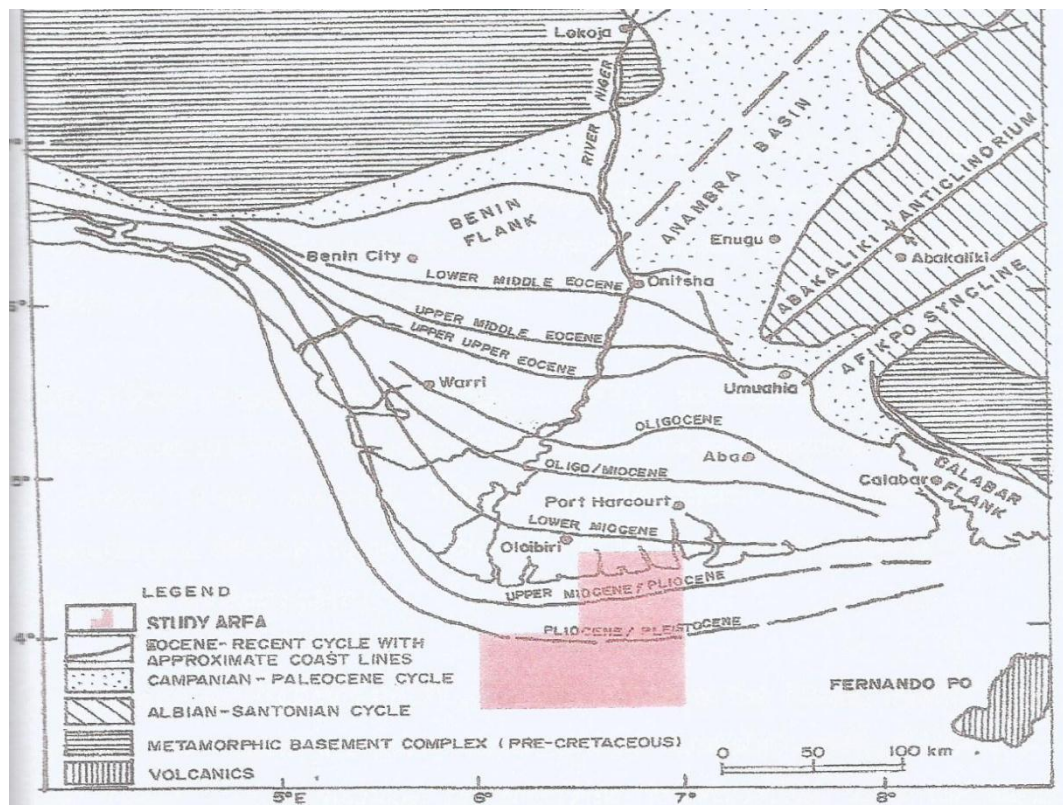 Lokoja
RIVER NIGER
ANAMBRA BASIN
BENIN
FLANK
Enugu
Benin City
Abakaliki
ABAKALIKI ANTICLINORIUM
LOWER MIDDLE EOCENE
Onitsha
AFIKPO SYNCLINE
UPPER MIDDLE EOCENE
UPPER UPPER EOCENE
Warri
Umuahia
OLIGOCENE
Aba
OLIGO/MIOCENE
Calabar
CALABAR
FLANK
Port Harcourt
LOWER MIOCENE
Oloibiri
UPPER MIOCENE/PLIOCENE
PLIOCENE/PLEISTOCENE
4°
LEGEND
STUDY AREA
EOCENE-RECENT CYCLE WITH
APPROXIMATE COAST LINES
CAMPANIAN-PALEOCENE CYCLE
ALBIAN-SANTONIAN CYCLE
METAMORPHIC BASEMENT COMPLEX (PRE-CRETACEOUS)
VOLCANICS
FERNANDO PO
0 50 100 km
5°E 6° 7° 8°